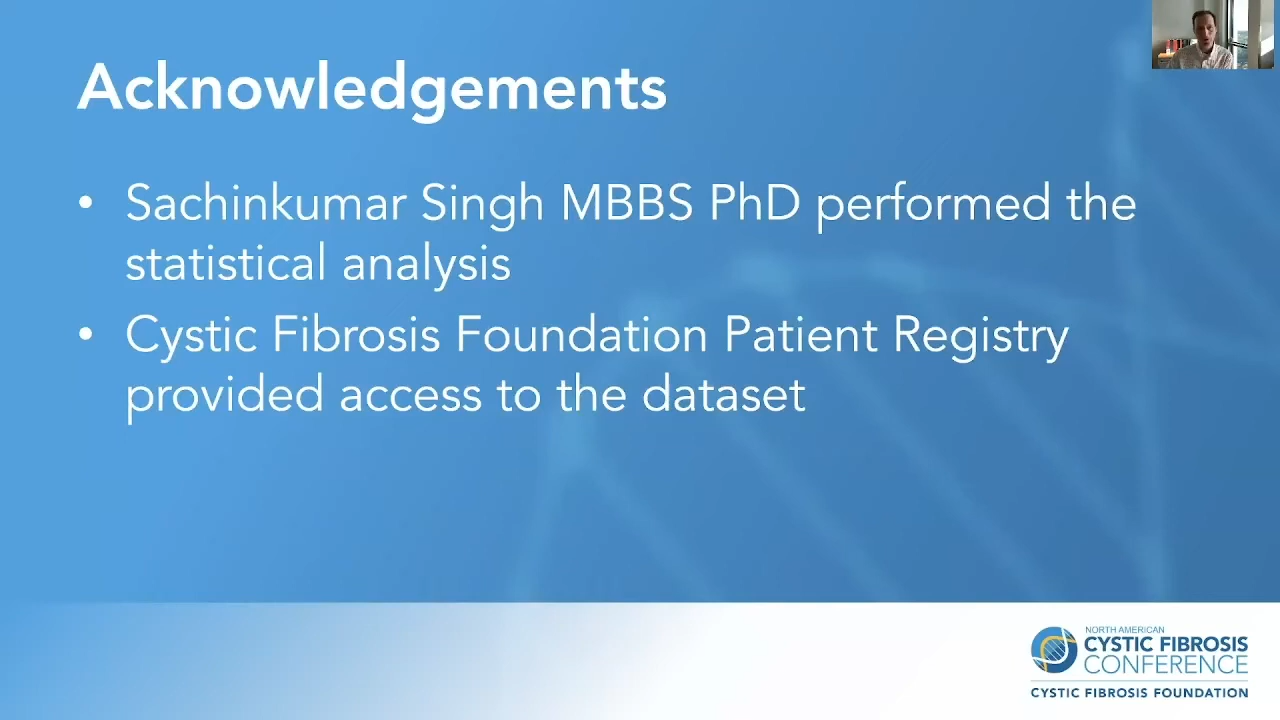 Acknowledgements
• Sachinkumar Singh MBBS PhD performed the
statistical analysis
• Cystic Fibrosis Foundation Patient Registry
provided access to the dataset
NORTH AMERICAN
CYSTIC FIBROSIS
CONFERENCE
CYSTIC FIBROSIS FOUNDATION